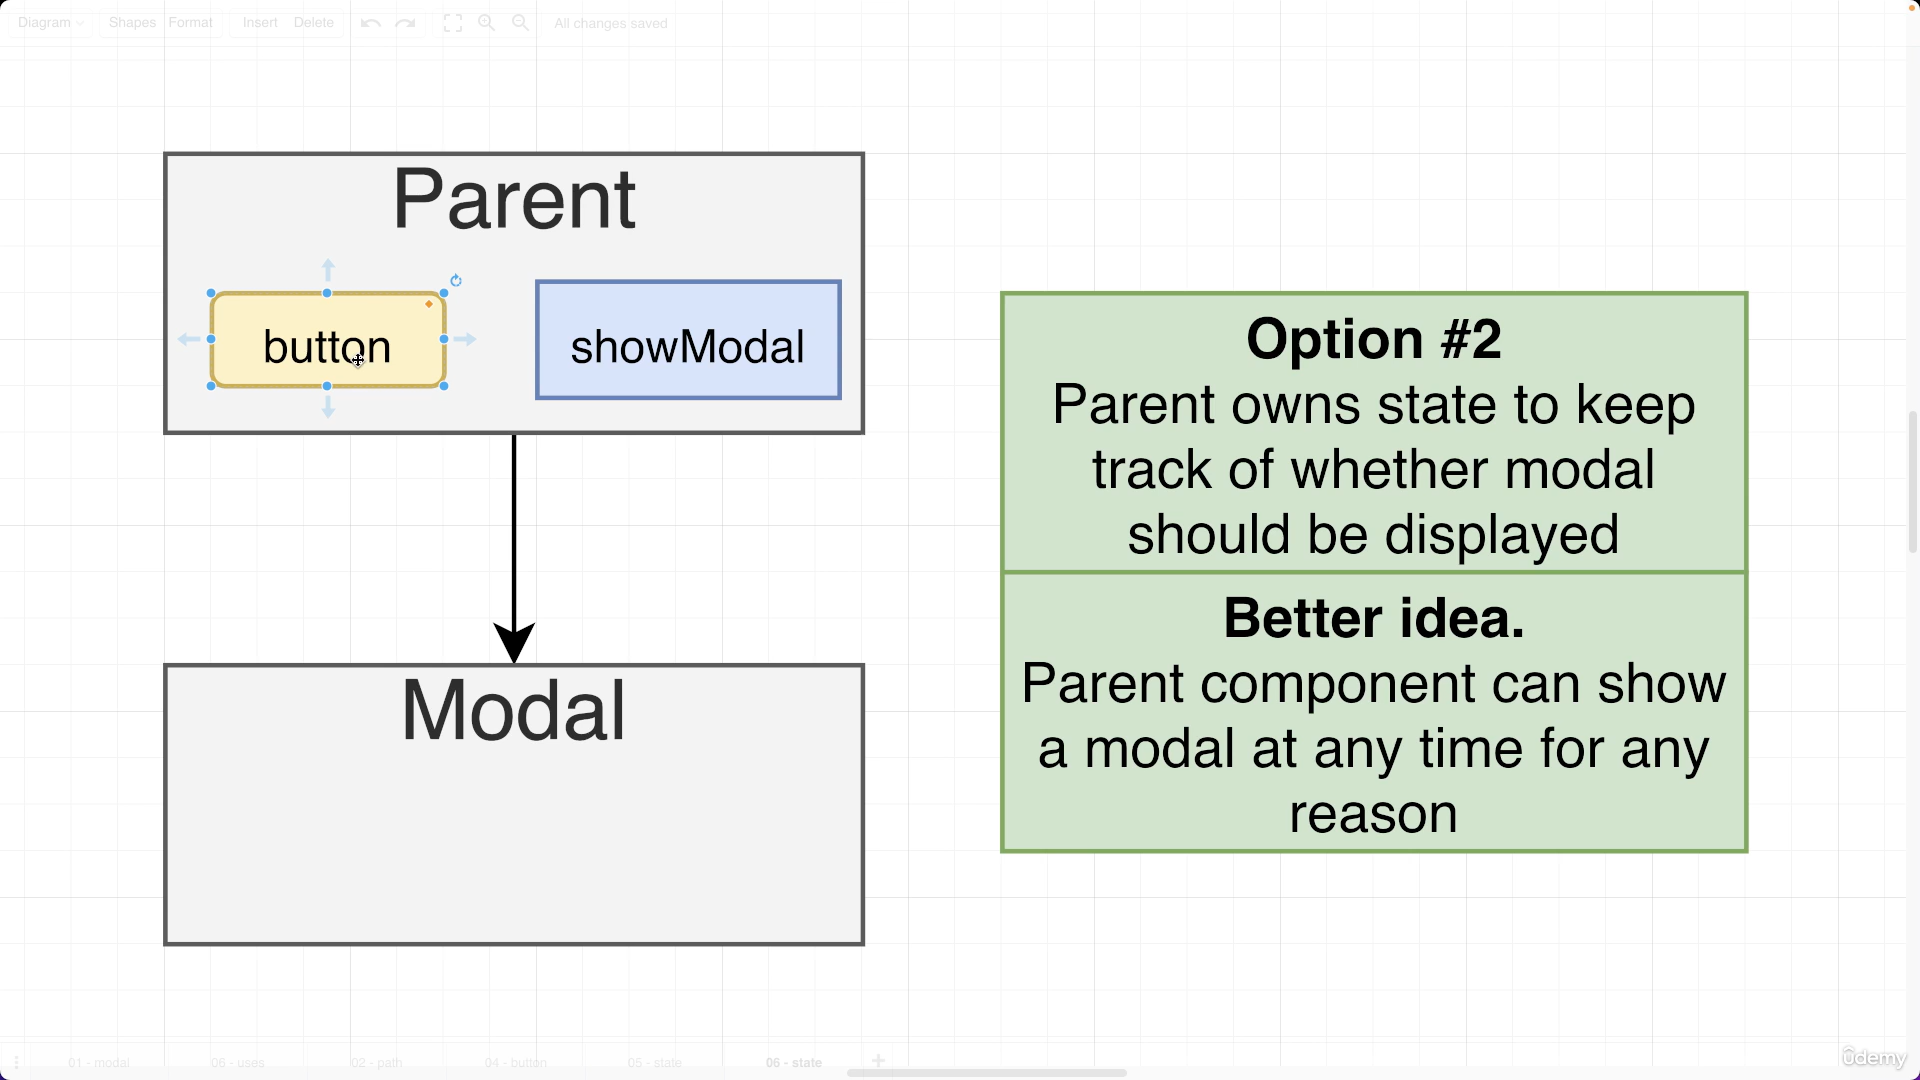 Diagram Shapes Format Insert Delete All changes saved
Parent
button
showModal
Modal
Option #2
Parent owns state to keep
track of whether modal
should be displayed
Better idea.
Parent component can show
a modal at any time for any
reason
01 - modal 06 - uses 02 - path 04 - button 05 - state 06 - state
ûdemy